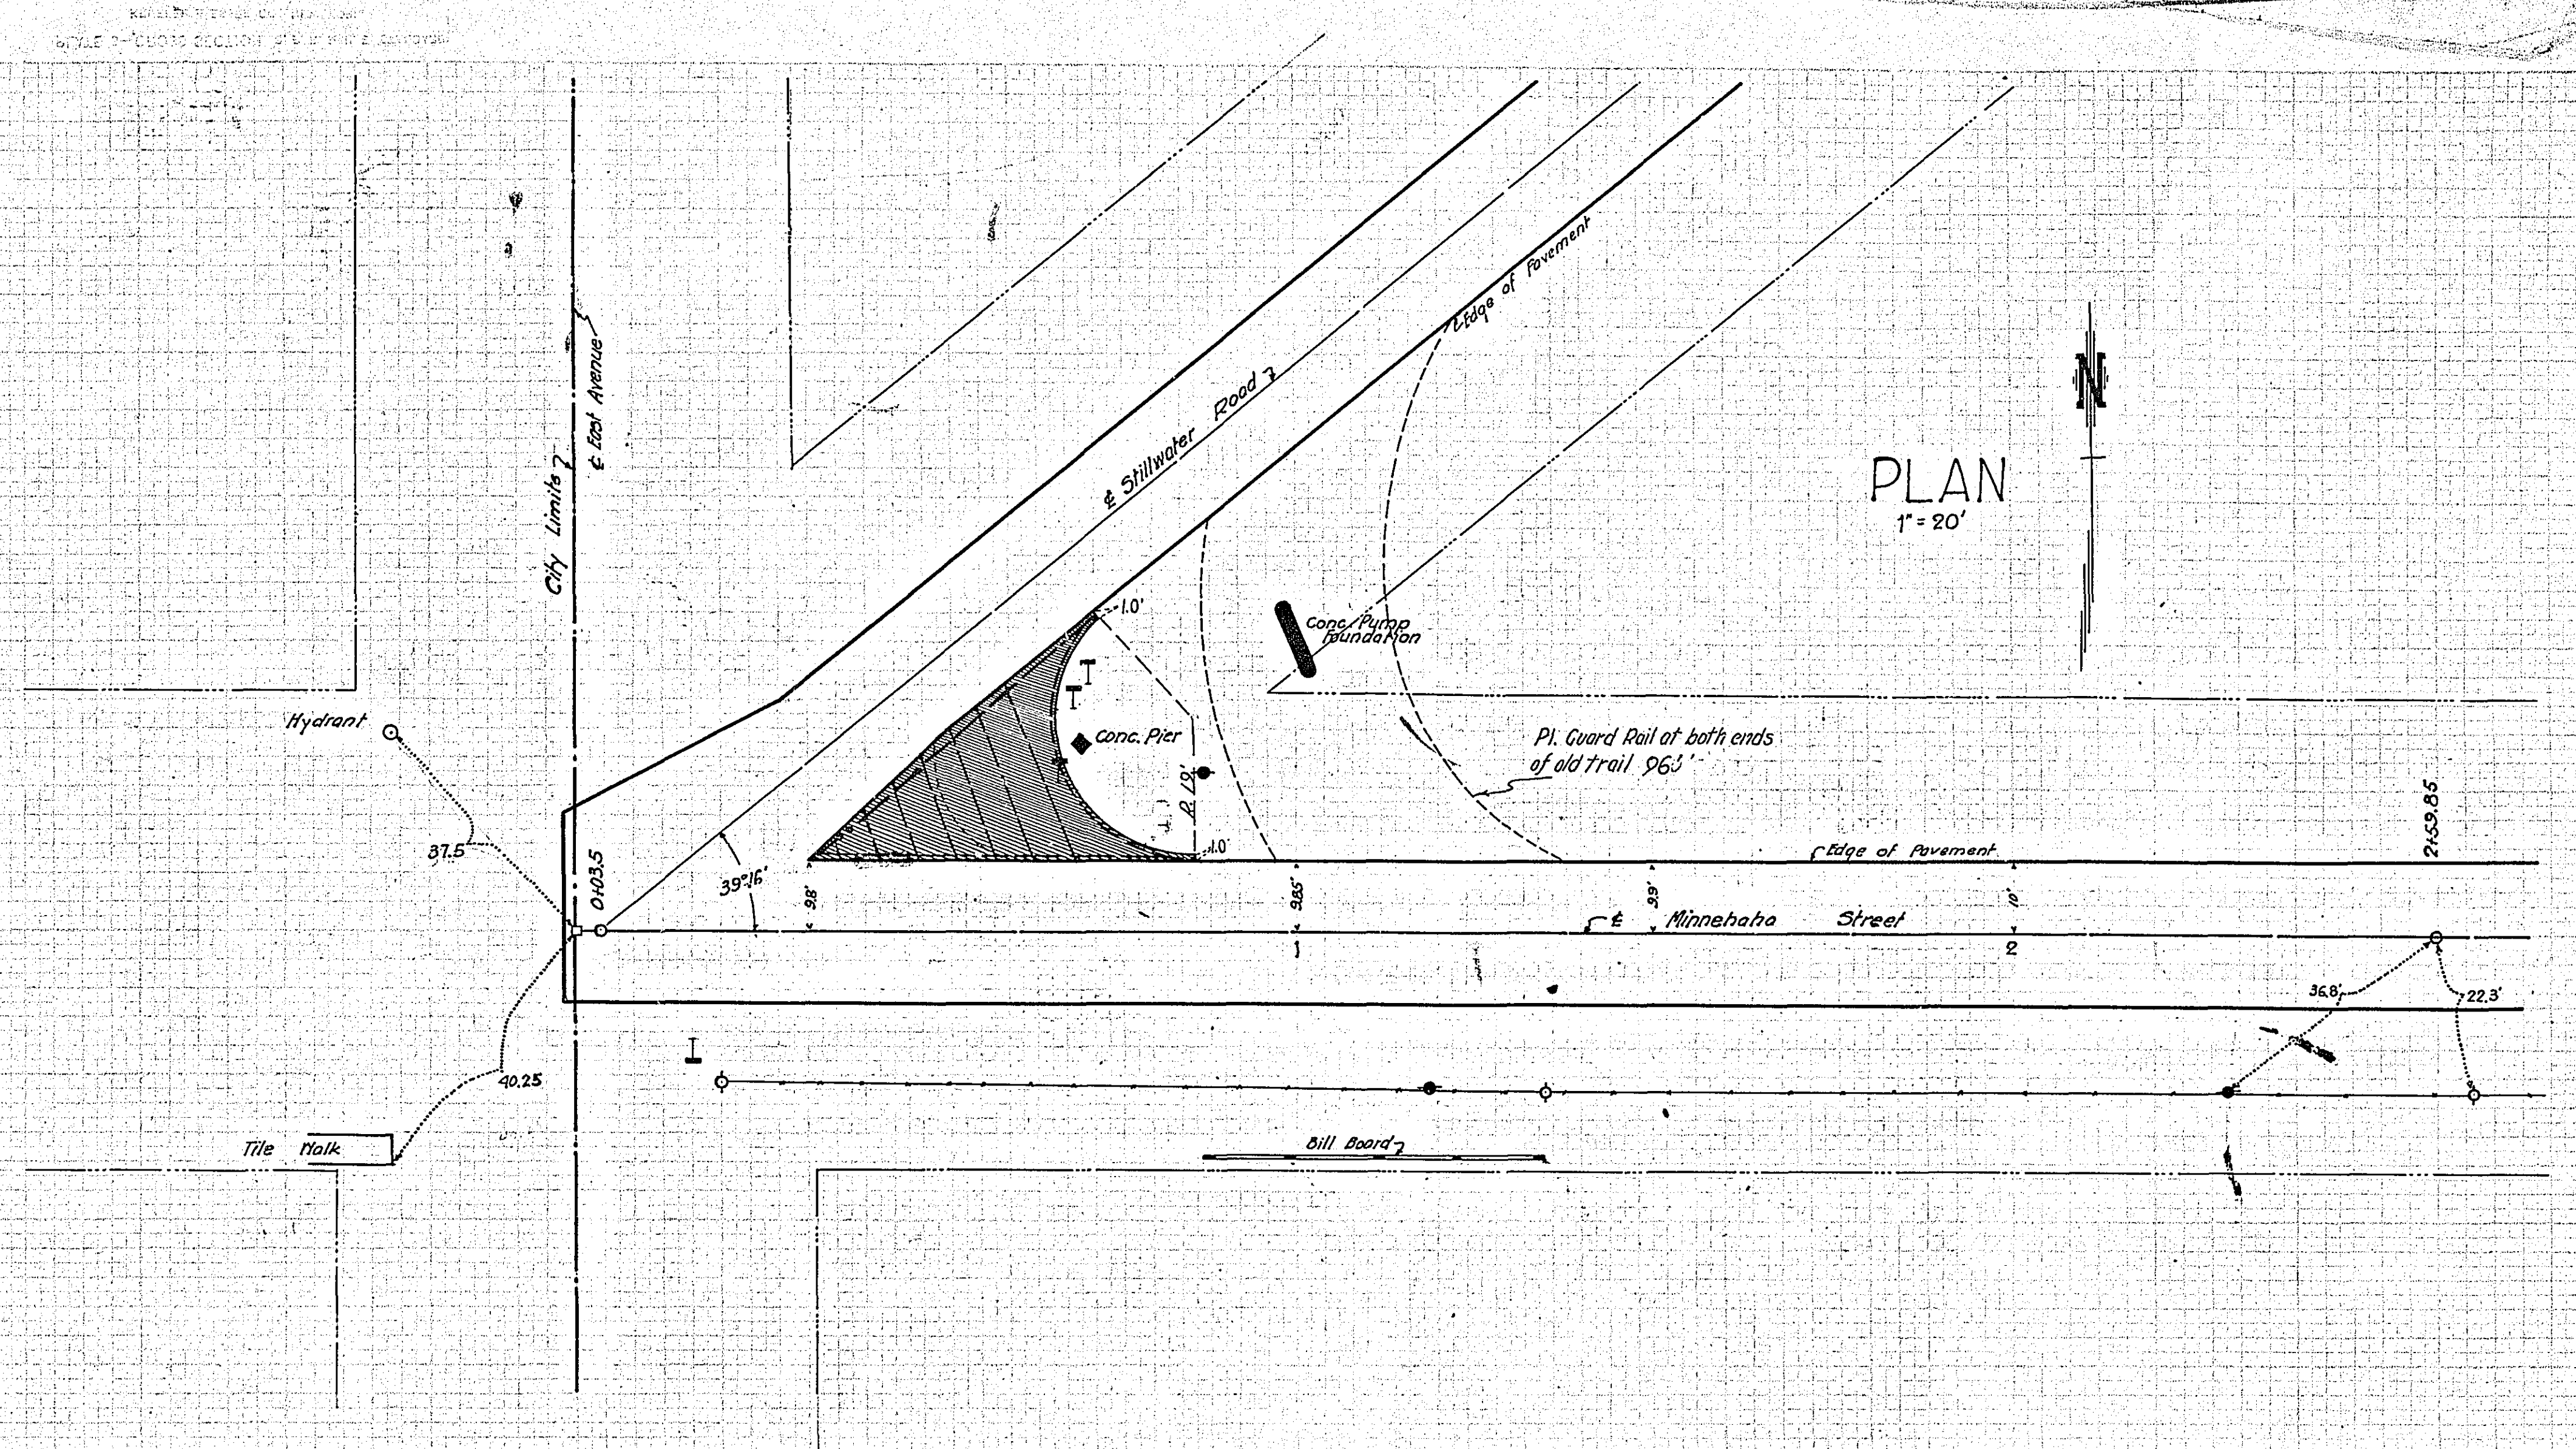 ℄ East Avenue
City Limits
℄ Stillwater Road
Edge of Pavement
N
PLAN
1" = 20'
1.0'
Conc. Pump
Foundation
Hydrant
Conc. Pier
R 19'
Pl. Guard Rail at both ends
of old trail 96'
37.5
0+03.5
39°16'
1.0'
Edge of Pavement
2+59.85
9.8'
9.85'
9.9'
10'
℄ Minnehaha Street
1
2
36.8'
22.3'
40.25
Tile Walk
Bill Board